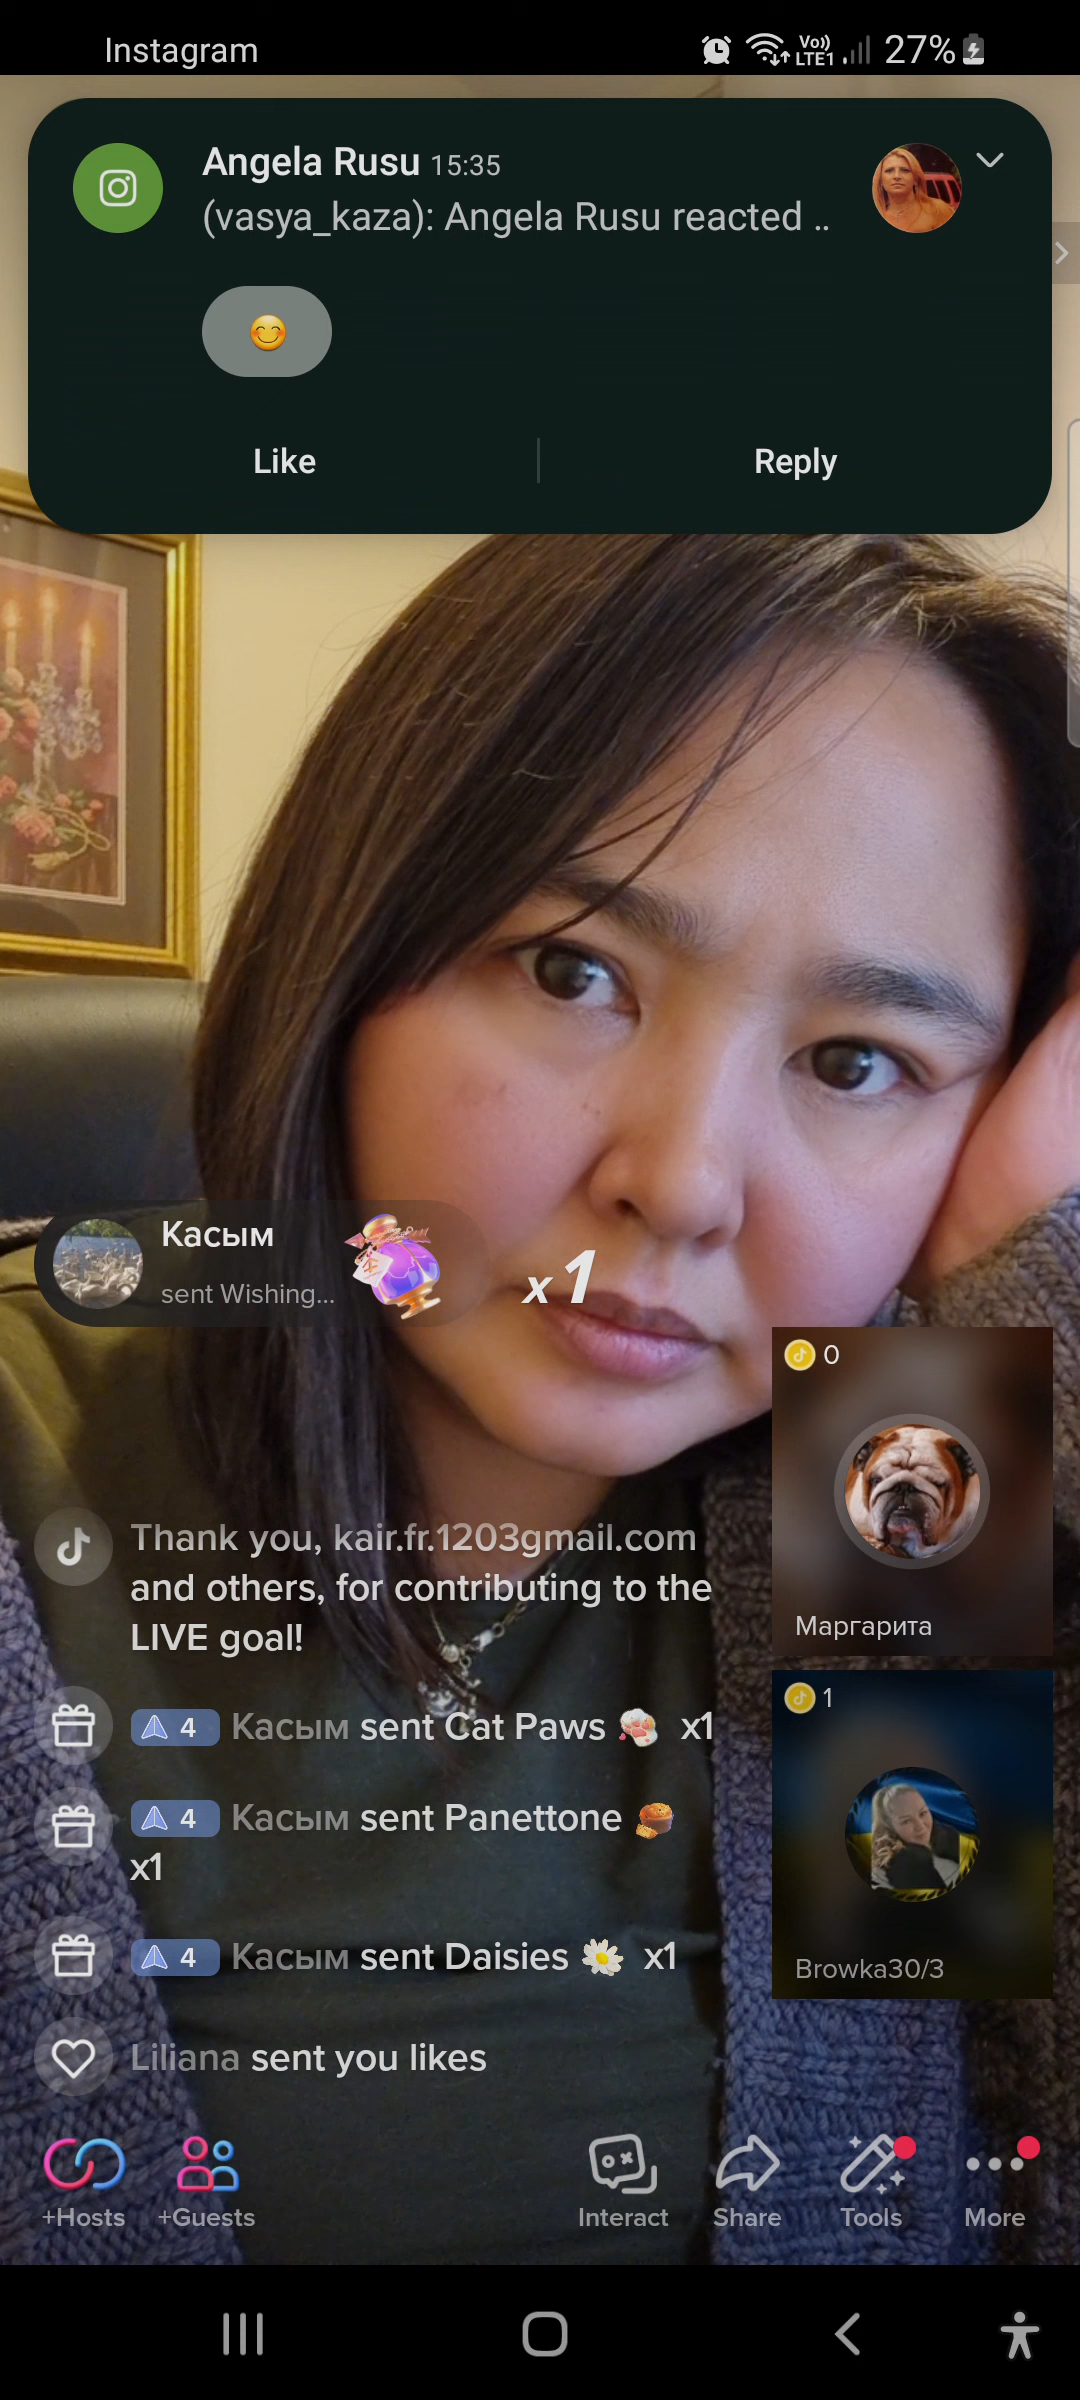 Instagram
Vo)) LTE1 27%
Angela Rusu 15:35
(vasya_kaza): Angela Rusu reacted ..
Like
Reply
Касым
sent Wishing...
x1
0
Маргарита
Thank you, kair.fr.1203gmail.com
and others, for contributing to the
LIVE goal!
1
Browka30/3
4 Касым sent Cat Paws x1
4 Касым sent Panettone
x1
4 Касым sent Daisies x1
Liliana sent you likes
+Hosts
+Guests
Interact
Share
Tools
More